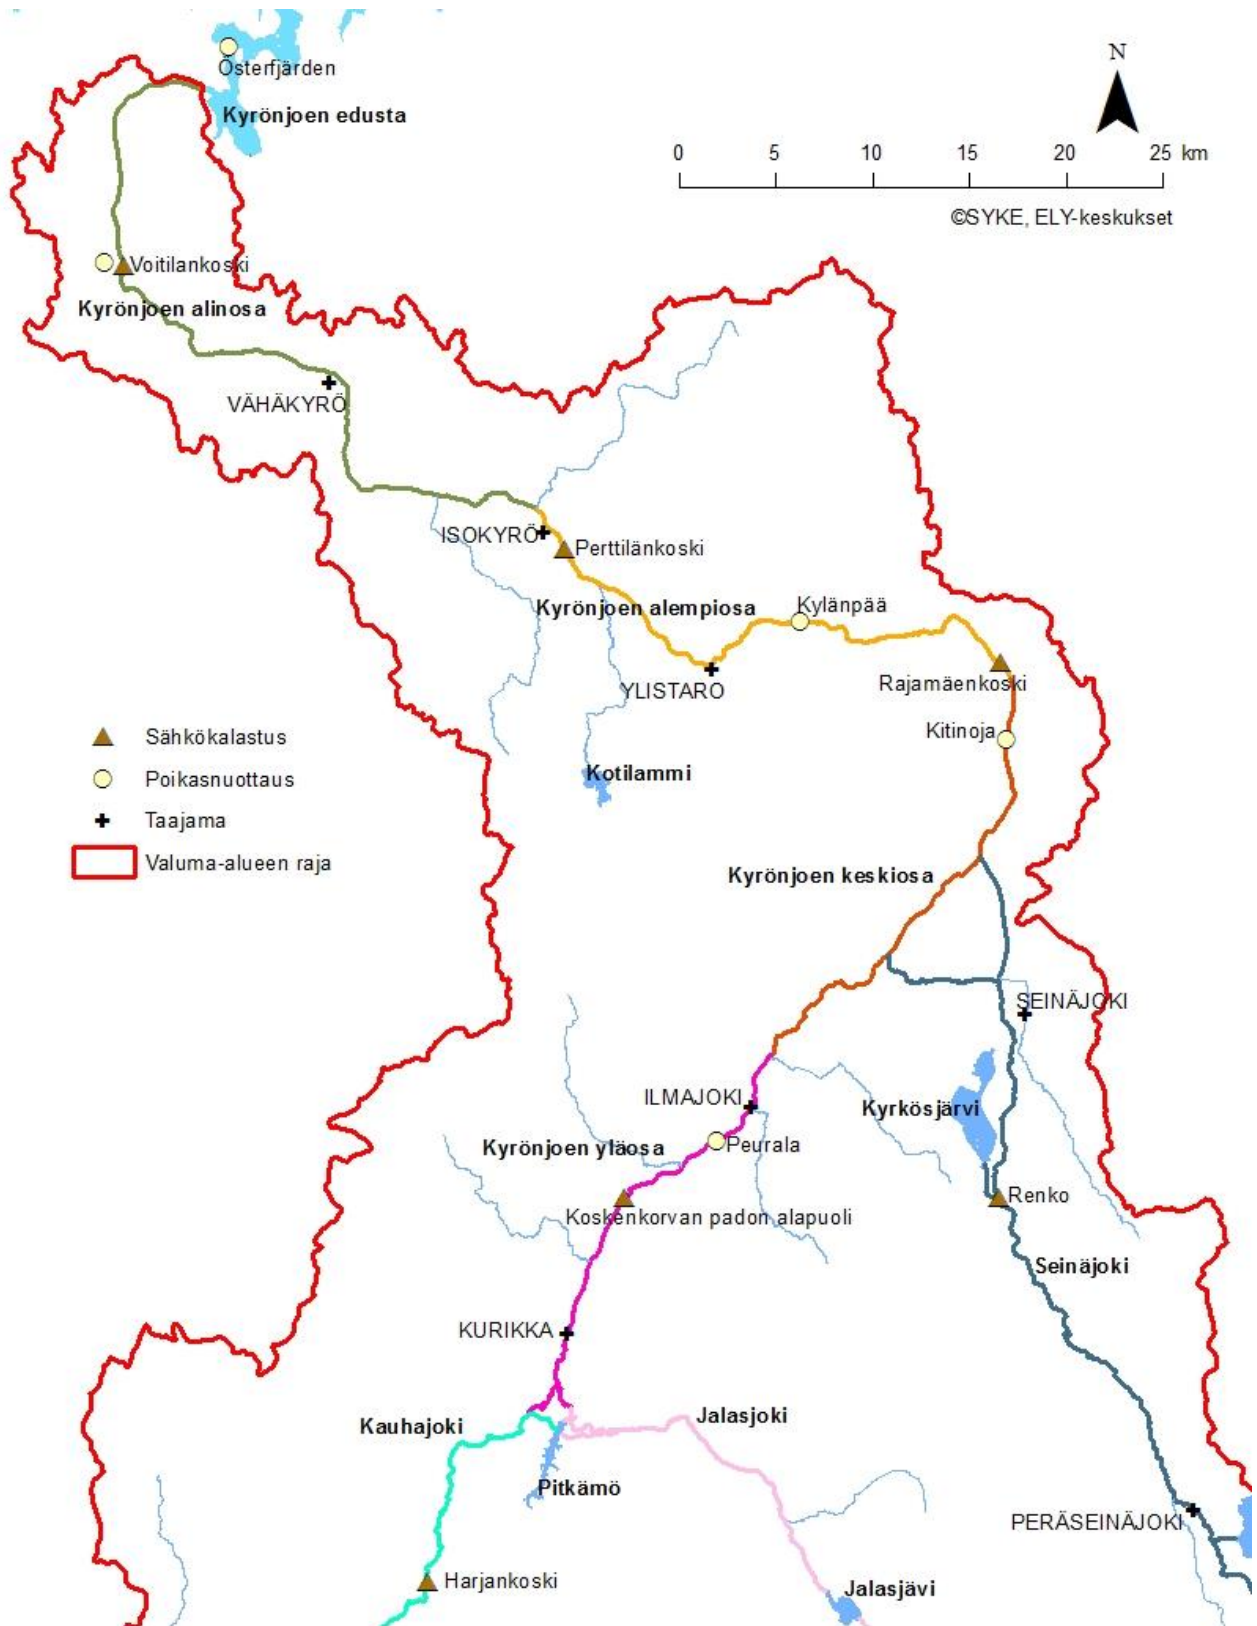 Österfjärden
N
Kyrönjoen edusta
0 5 10 15 20 25 km
©SYKE, ELY-keskukset
Voitilankoski
Kyrönjoen alinosa
VÄHÄKYRÖ
ISOKYRÖ
Perttilänkoski
Kyrönjoen alempiosa
Kylänpää
Rajamäenkoski
YLISTARO
Kitinoja
Sähkökalastus
Kotilammi
Poikasnuottaus
Taajama
Valuma-alueen raja
Kyrönjoen keskiosa
SEINÄJOKI
ILMAJOKI
Kyrkösjärvi
Kyrönjoen yläosa
Peurala
Renko
Koskenkorvan padon alapuoli
Seinäjoki
KURIKKA
Jalasjoki
Kauhajoki
Pitkämö
PERÄSEINÄJOKI
Harjankoski
Jalasjävi